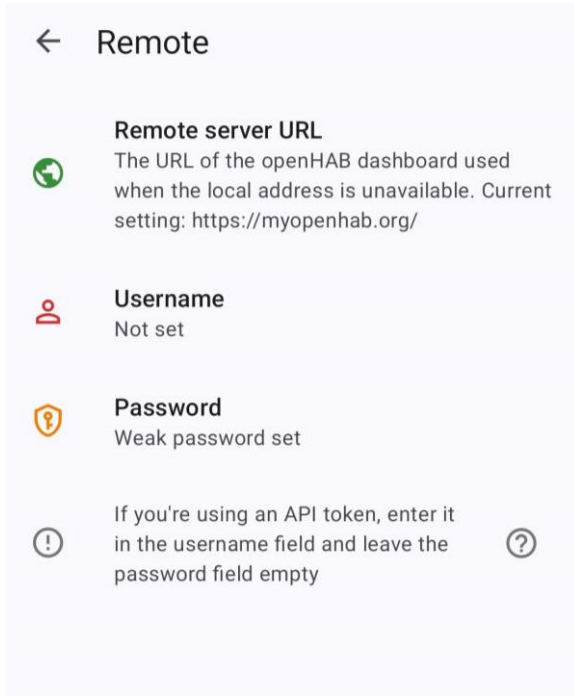 Remote
Remote server URL
The URL of the openHAB dashboard used
when the local address is unavailable. Current
setting: https://myopenhab.org/
Username
Not set
Password
Weak password set
If you're using an API token, enter it
in the username field and leave the
password field empty